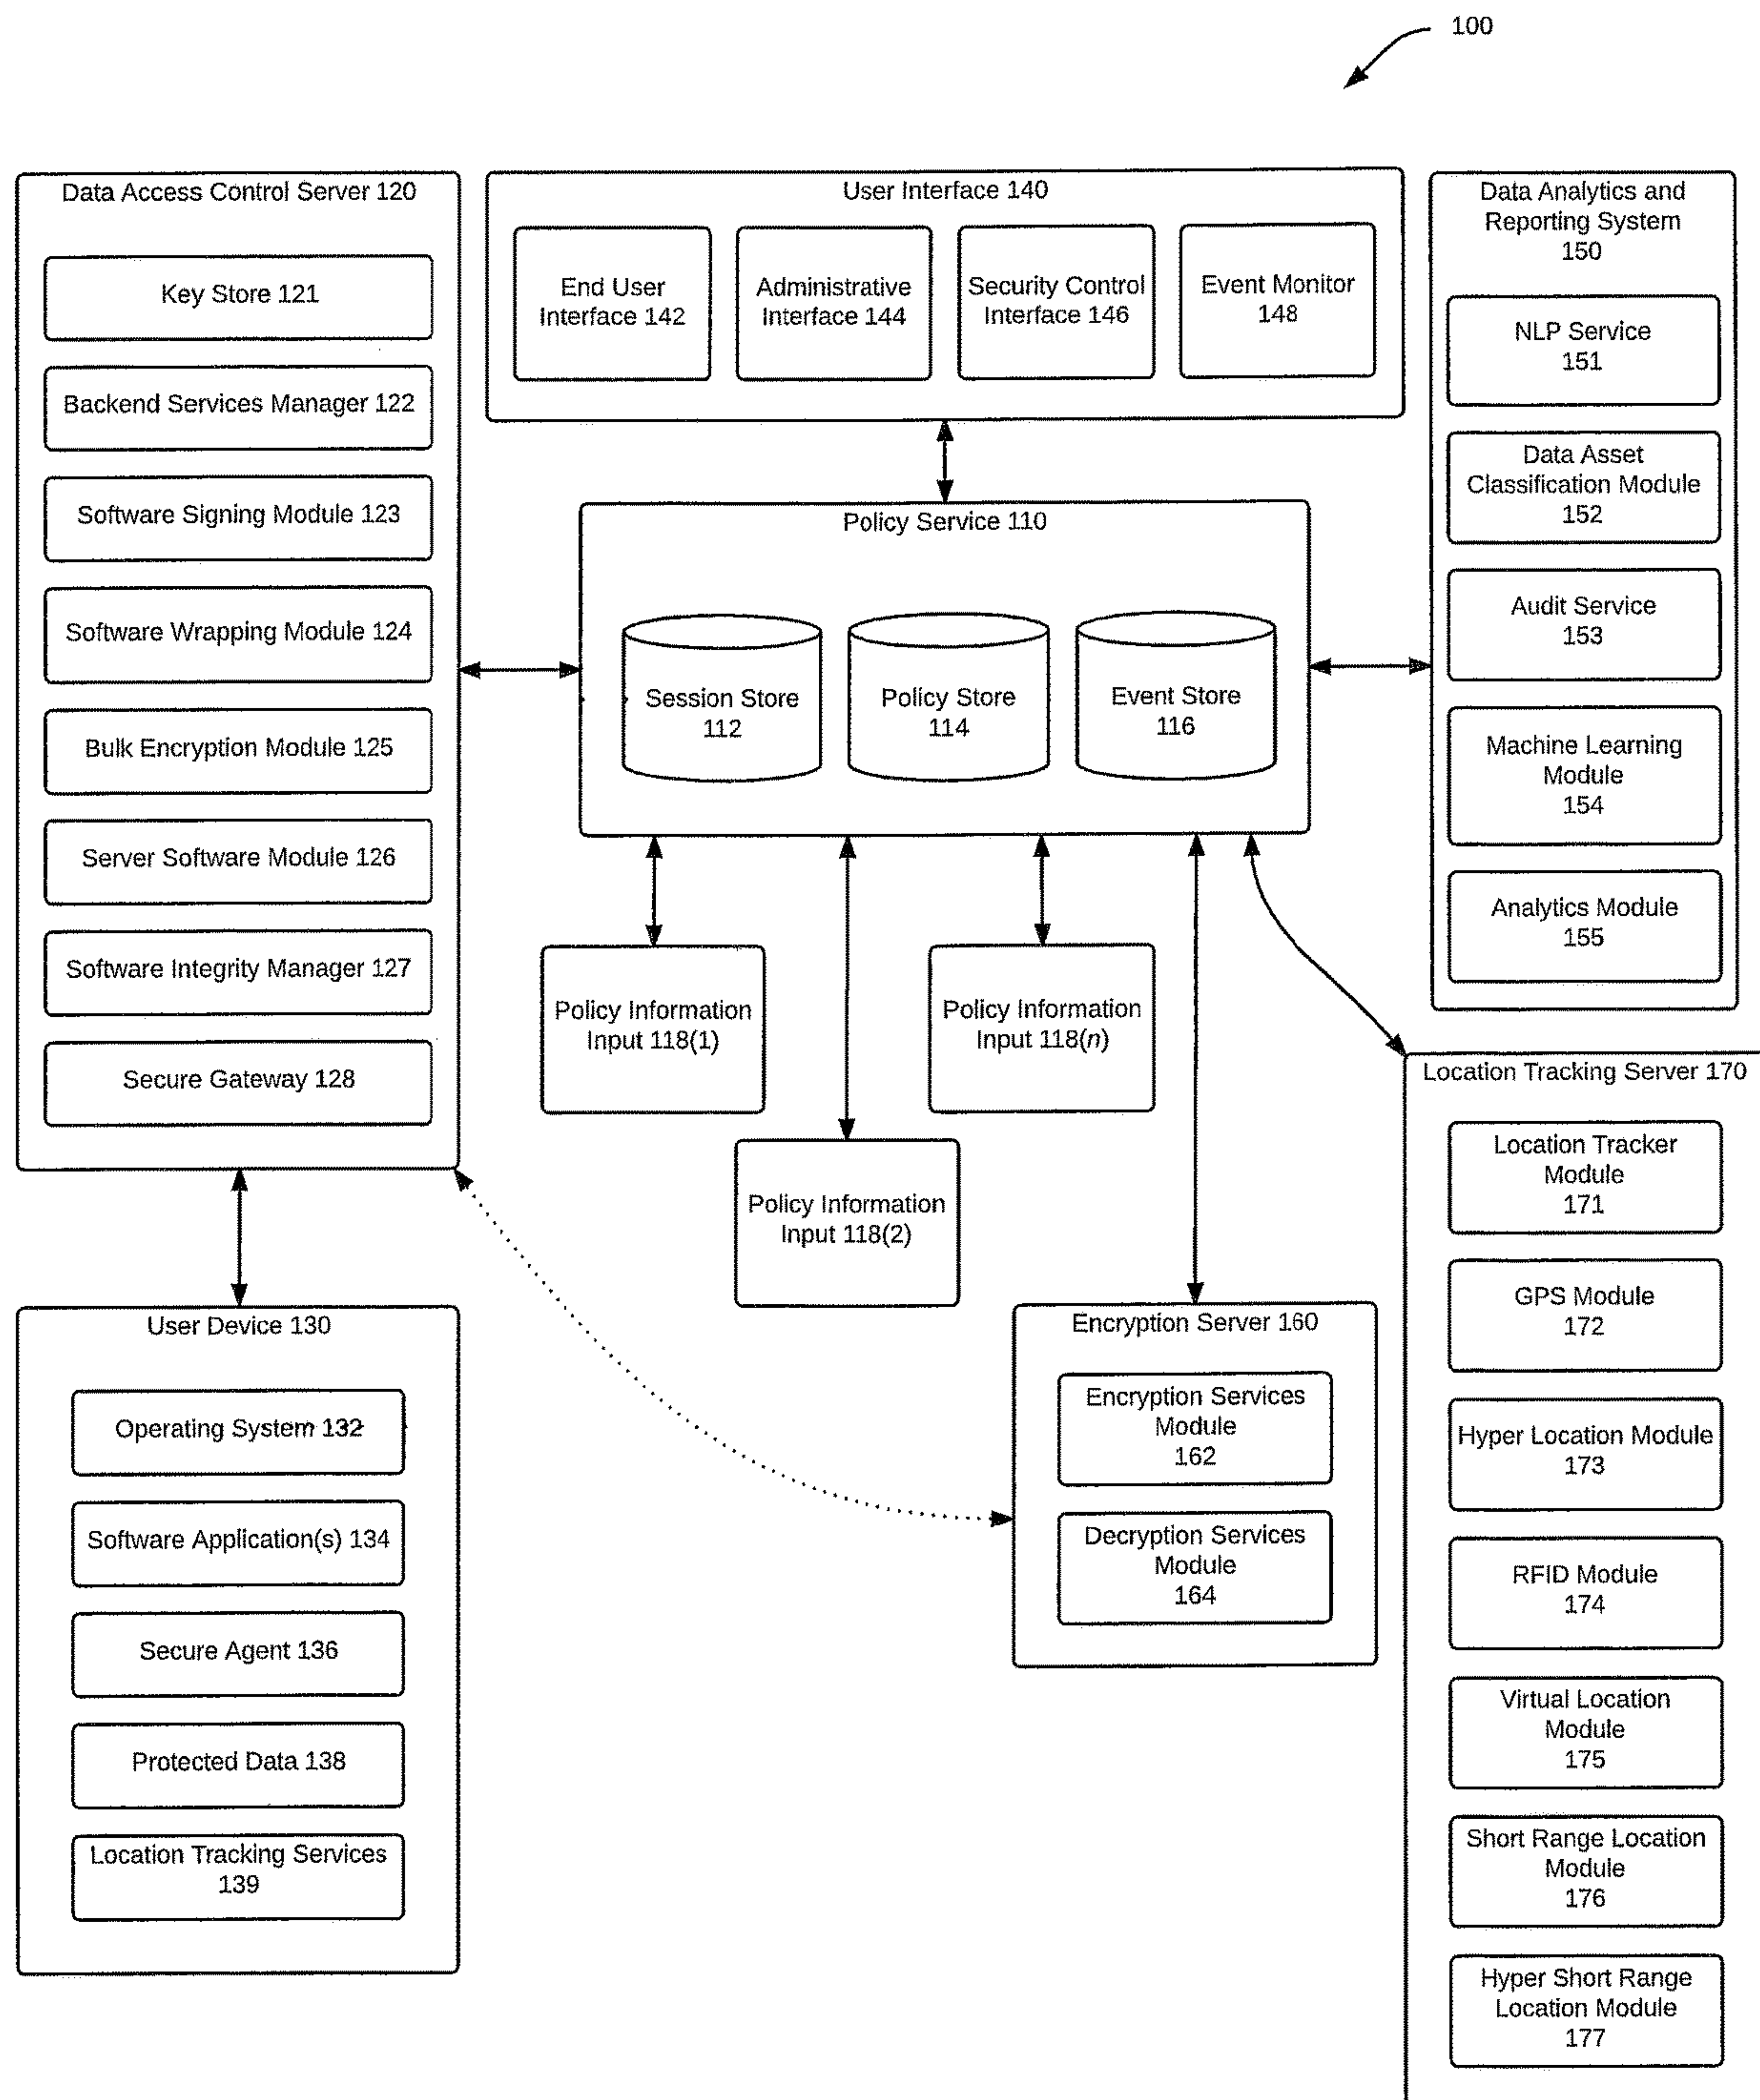 100
Data Access Control Server 120
Key Store 121
Backend Services Manager 122
Software Signing Module 123
Software Wrapping Module 124
Bulk Encryption Module 125
Server Software Module 126
Software Integrity Manager 127
Secure Gateway 128
User Interface 140
End User
Interface 142
Administrative
Interface 144
Security Control
Interface 146
Event Monitor
148
Data Analytics and
Reporting System
150
NLP Service
151
Data Asset
Classification Module
152
Audit Service
153
Machine Learning
Module
154
Analytics Module
155
Policy Service 110
Session Store
112
Policy Store
114
Event Store
116
Policy Information
Input 118(1)
Policy Information
Input 118(2)
Policy Information
Input 118(n)
User Device 130
Operating System 132
Software Application(s) 134
Secure Agent 136
Protected Data 138
Location Tracking Services
139
Encryption Server 160
Encryption Services
Module
162
Decryption Services
Module
164
Location Tracking Server 170
Location Tracker
Module
171
GPS Module
172
Hyper Location Module
173
RFID Module
174
Virtual Location
Module
175
Short Range Location
Module
176
Hyper Short Range
Location Module
177